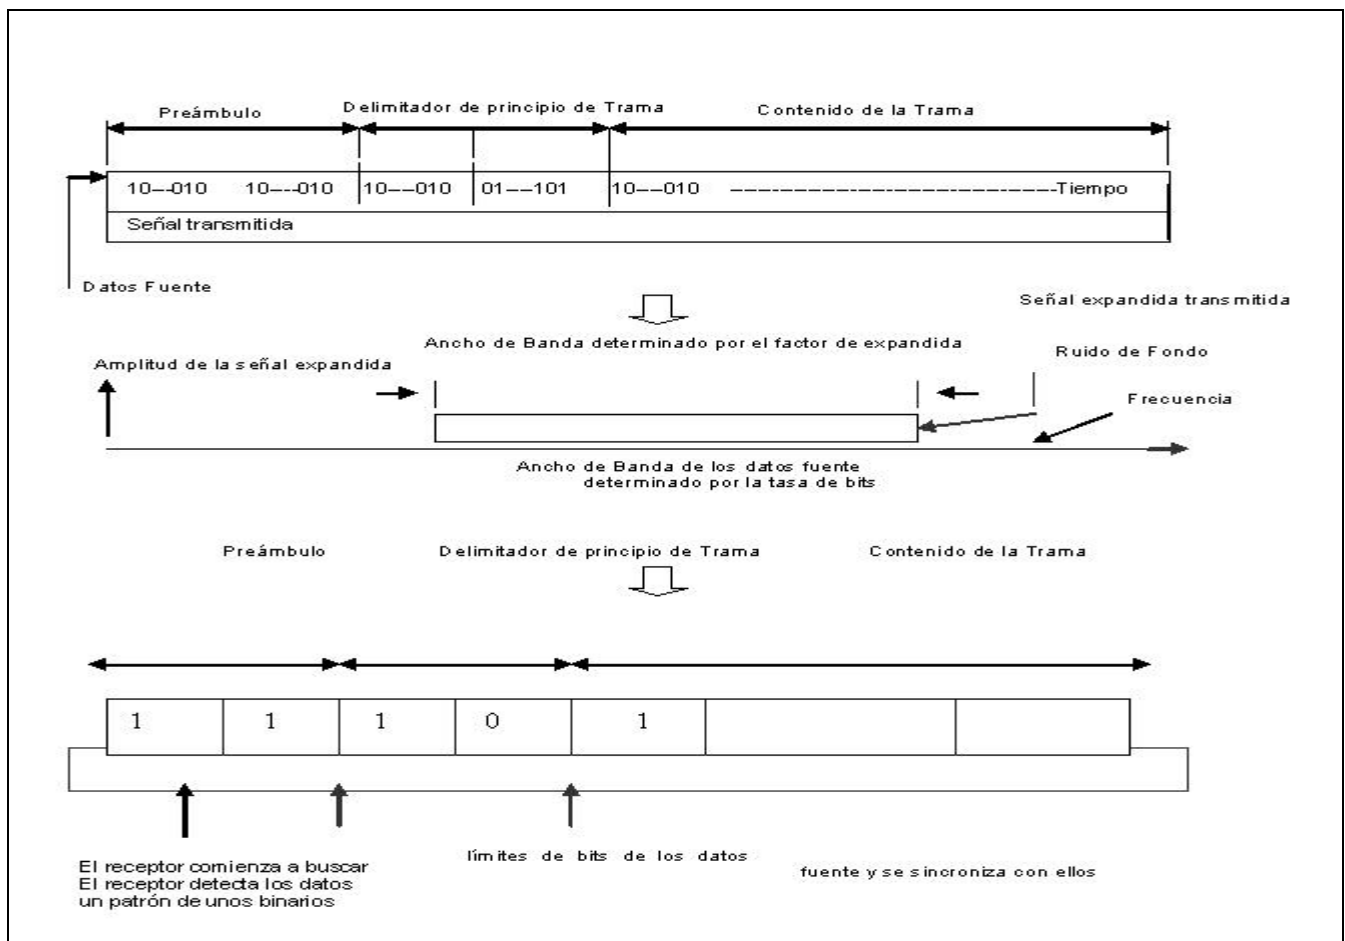 Preámbulo Delimitador de principio de Trama Contenido de la Trama
10---010 10---010 10---010 01---101 10---010 ------------------------------------Tiempo
Señal transmitida
Datos Fuente
Señal expandida transmitida
Ancho de Banda determinado por el factor de expandida
Ruido de Fondo
Amplitud de la señal expandida
Frecuencia
Ancho de Banda de los datos fuente
determinado por la tasa de bits
Preámbulo Delimitador de principio de Trama Contenido de la Trama
1 1 1 0 1
El receptor comienza a buscar
El receptor detecta los datos
un patrón de unos binarios
límites de bits de los datos
fuente y se sincroniza con ellos